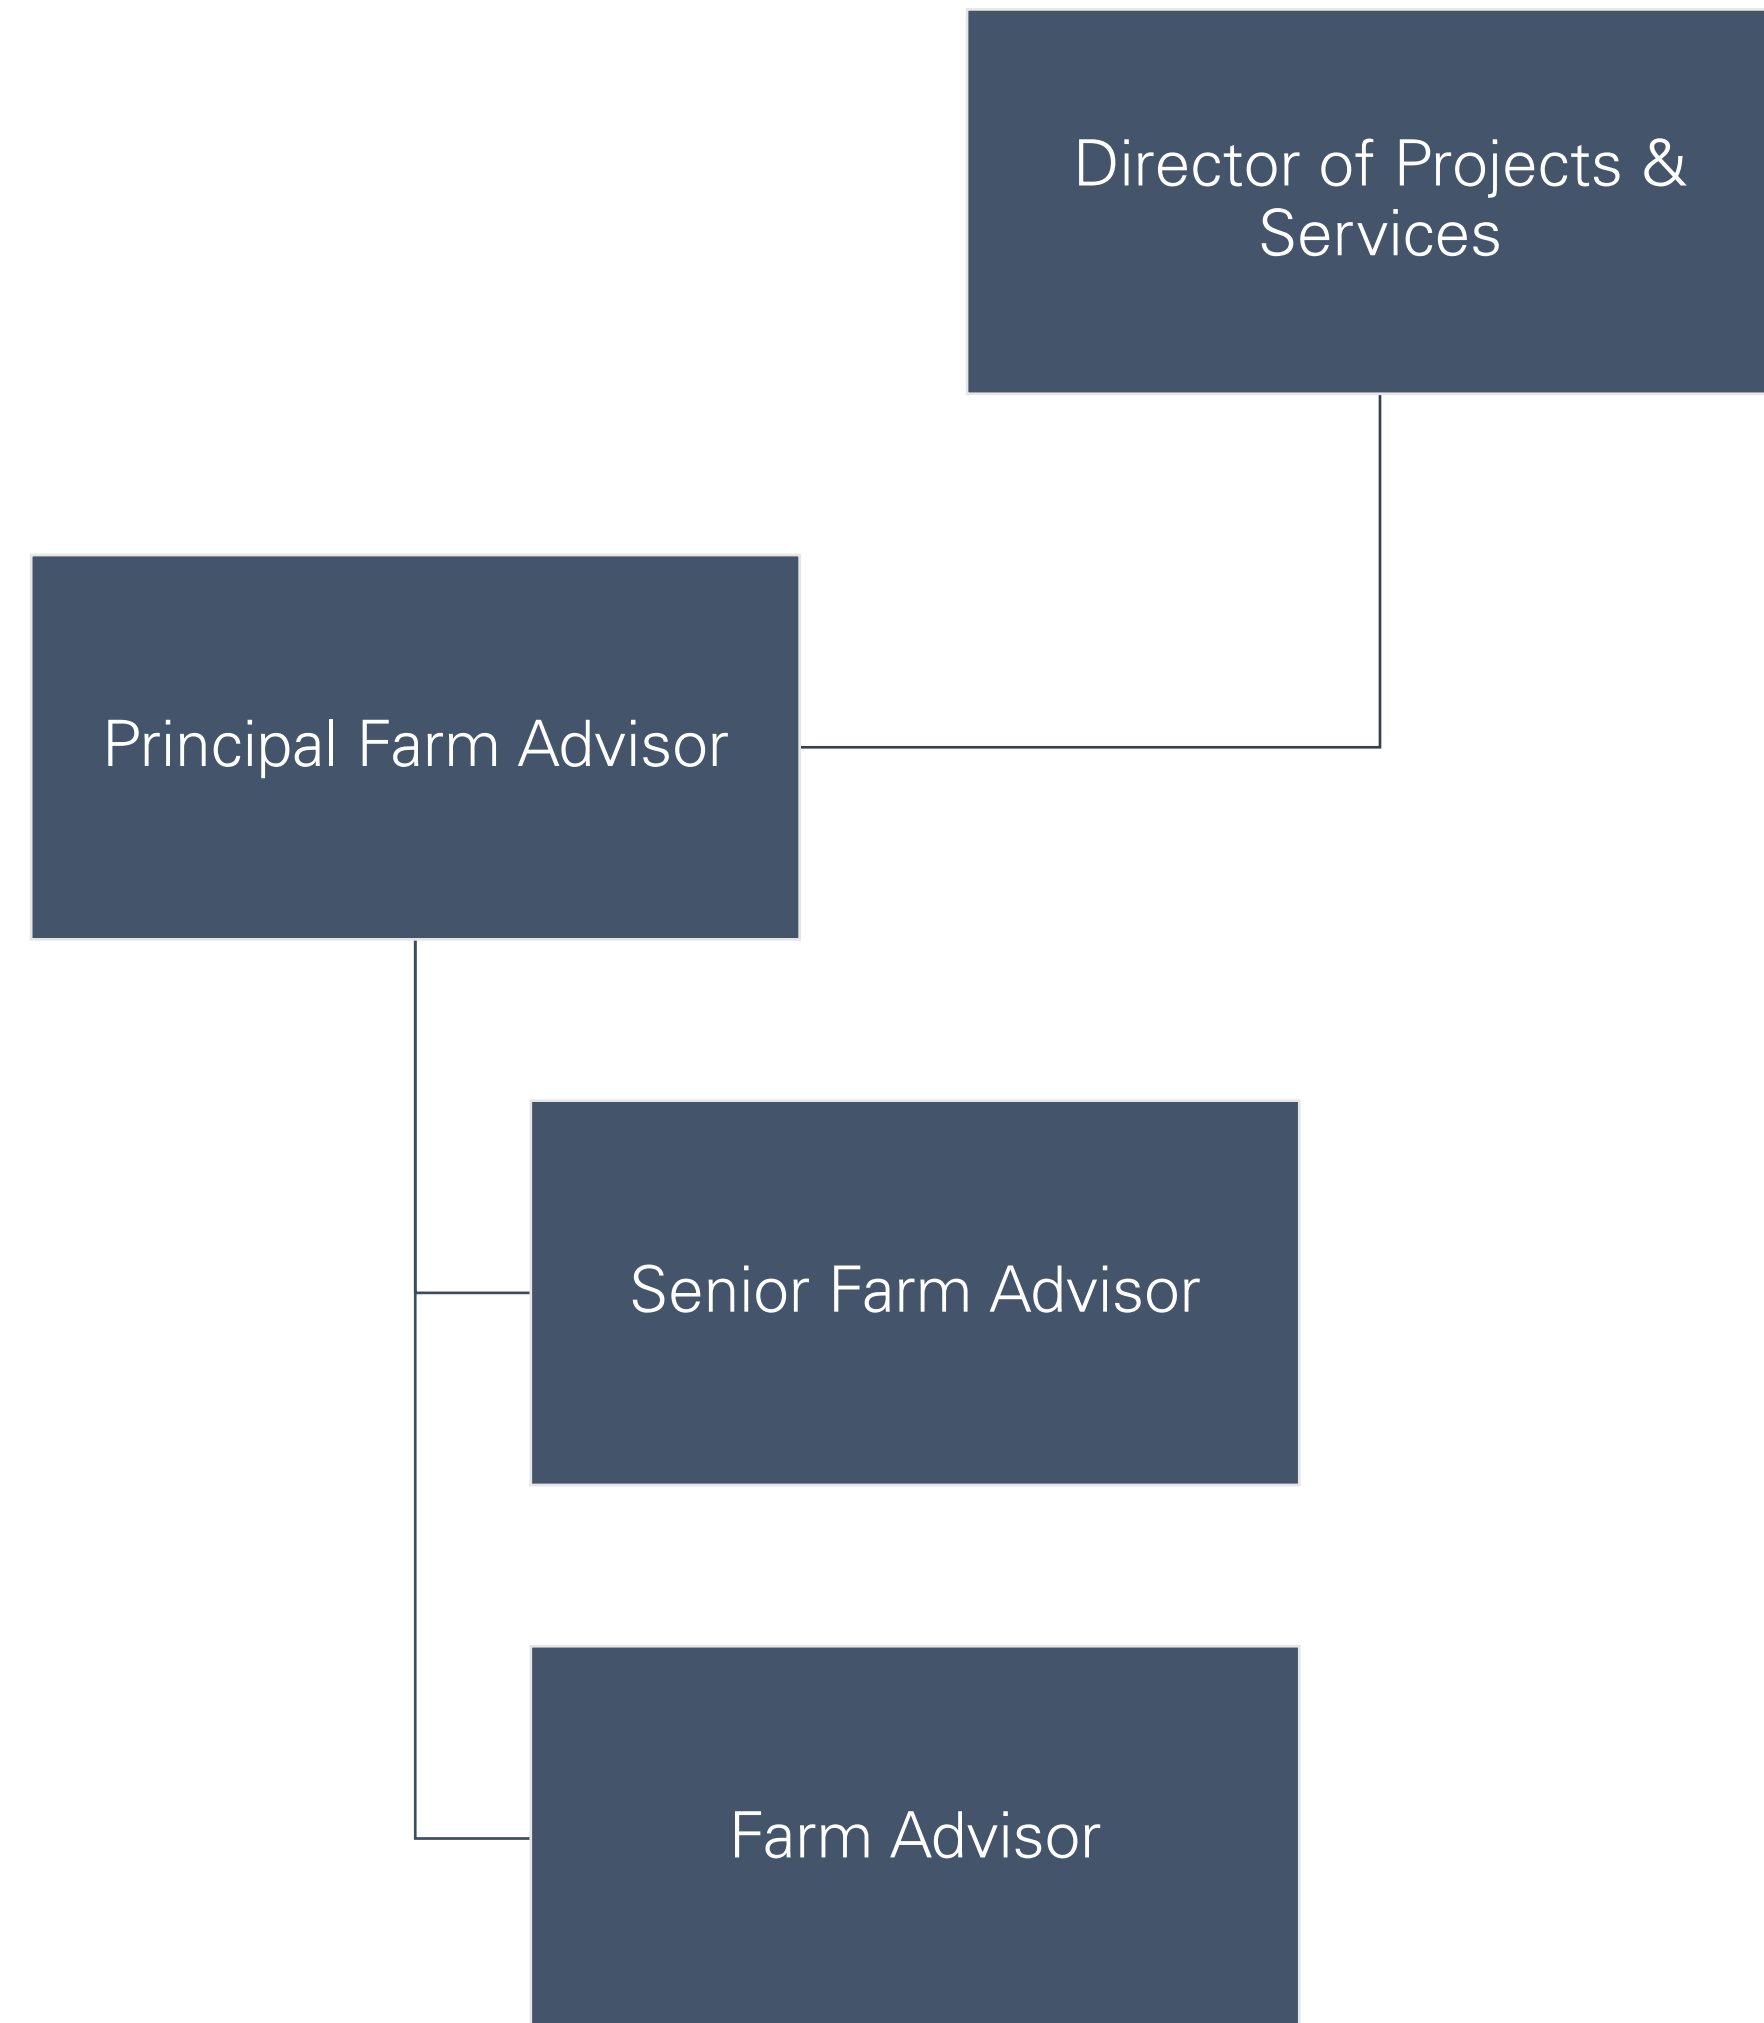 Director of Projects &
Services
Principal Farm Advisor
Senior Farm Advisor
Farm Advisor